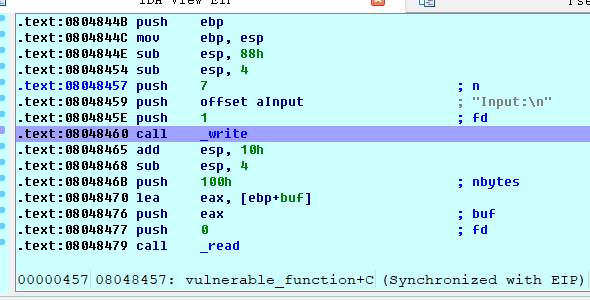 IDA View-EIP
.text:0804844B push ebp
.text:0804844C mov ebp, esp
.text:0804844E sub esp, 88h
.text:08048454 sub esp, 4
.text:08048457 push 7 ; n
.text:08048459 push offset aInput ; "Input:\n"
.text:0804845E push 1 ; fd
.text:08048460 call _write
.text:08048465 add esp, 10h
.text:08048468 sub esp, 4
.text:0804846B push 100h ; nbytes
.text:08048470 lea eax, [ebp+buf]
.text:08048476 push eax ; buf
.text:08048477 push 0 ; fd
.text:08048479 call _read
00000457 08048457: vulnerable_function+C (Synchronized with EIP)